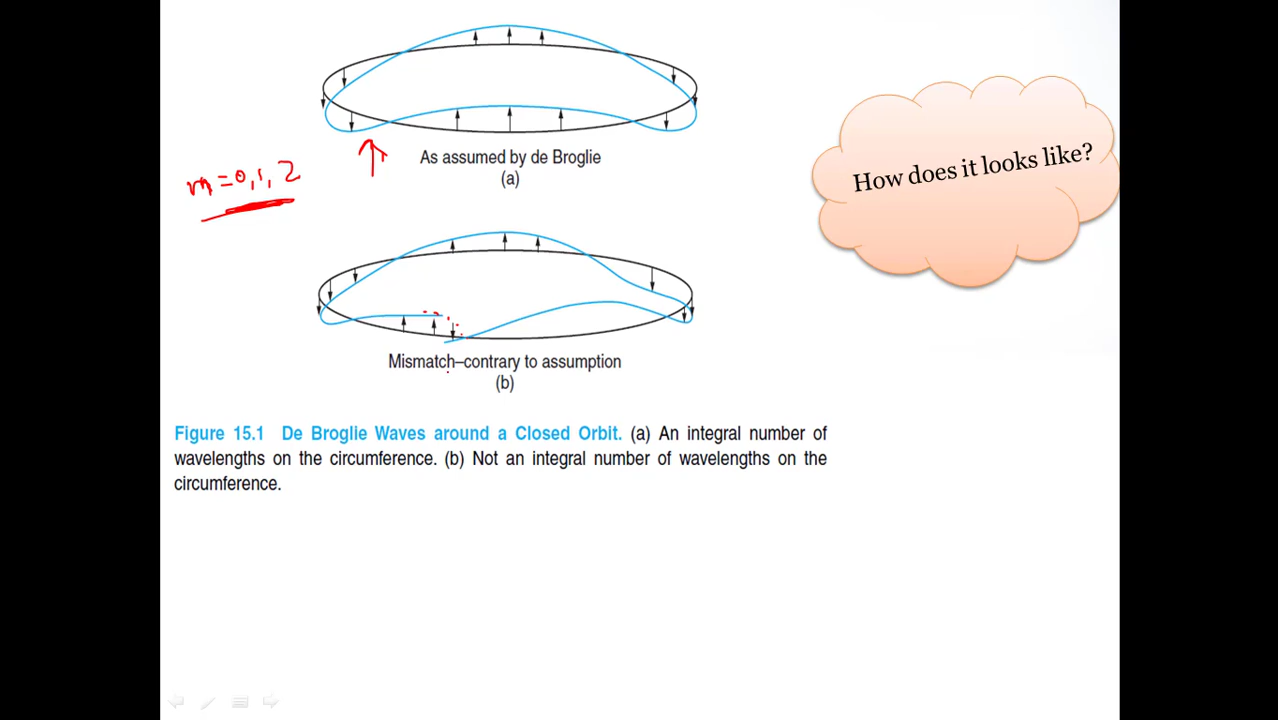 How does it looks like?
As assumed by de Broglie
(a)
m = 0, 1, 2
Mismatch–contrary to assumption
(b)
Figure 15.1 De Broglie Waves around a Closed Orbit. (a) An integral number of
wavelengths on the circumference. (b) Not an integral number of wavelengths on the
circumference.